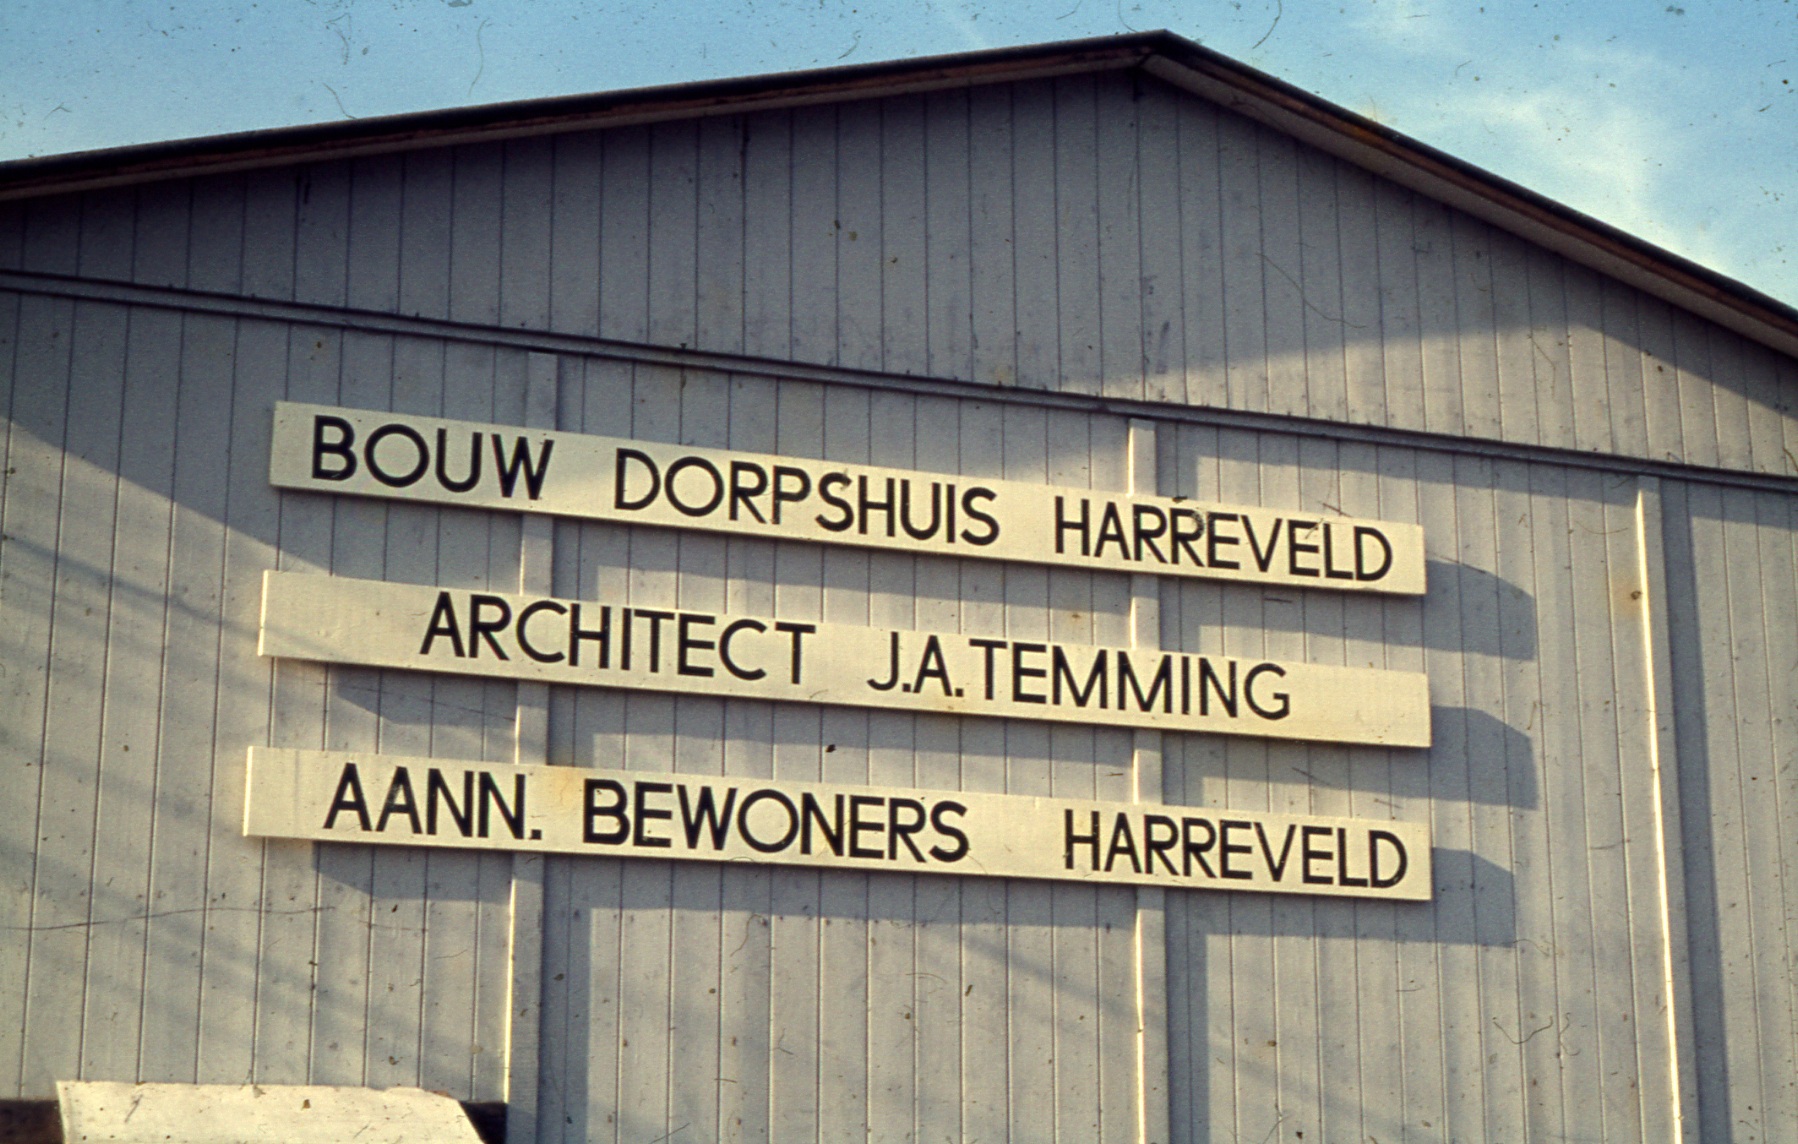 BOUW DORPSHUIS HARREVELD
ARCHITECT J.A.TEMMING
AANN. BEWONERS HARREVELD